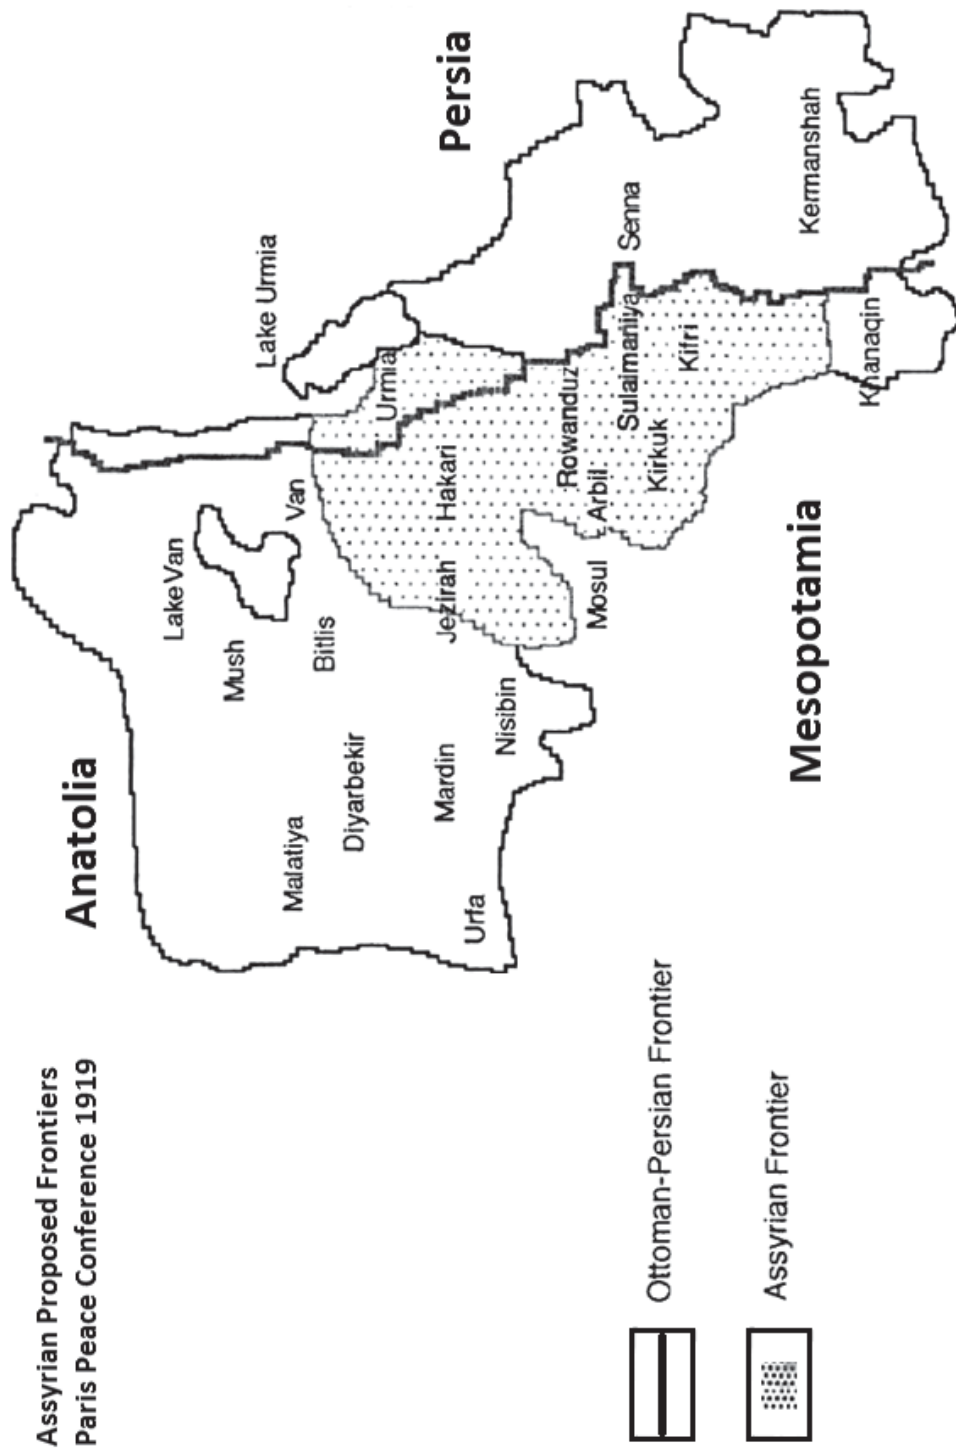 Assyrian Proposed Frontiers
Paris Peace Conference 1919
Anatolia
Persia
Mesopotamia
Lake Van
Mush
Van
Bitlis
Malatiya
Diyarbekir
Mardin
Urfa
Nisibin
Jezirah
Hakari
Lake Urmia
Urmia
Rowanduz
Arbil
Mosul
Sulaimaniya
Senna
Kirkuk
Kifri
Kermanshah
Khanaqin
Ottoman-Persian Frontier
Assyrian Frontier